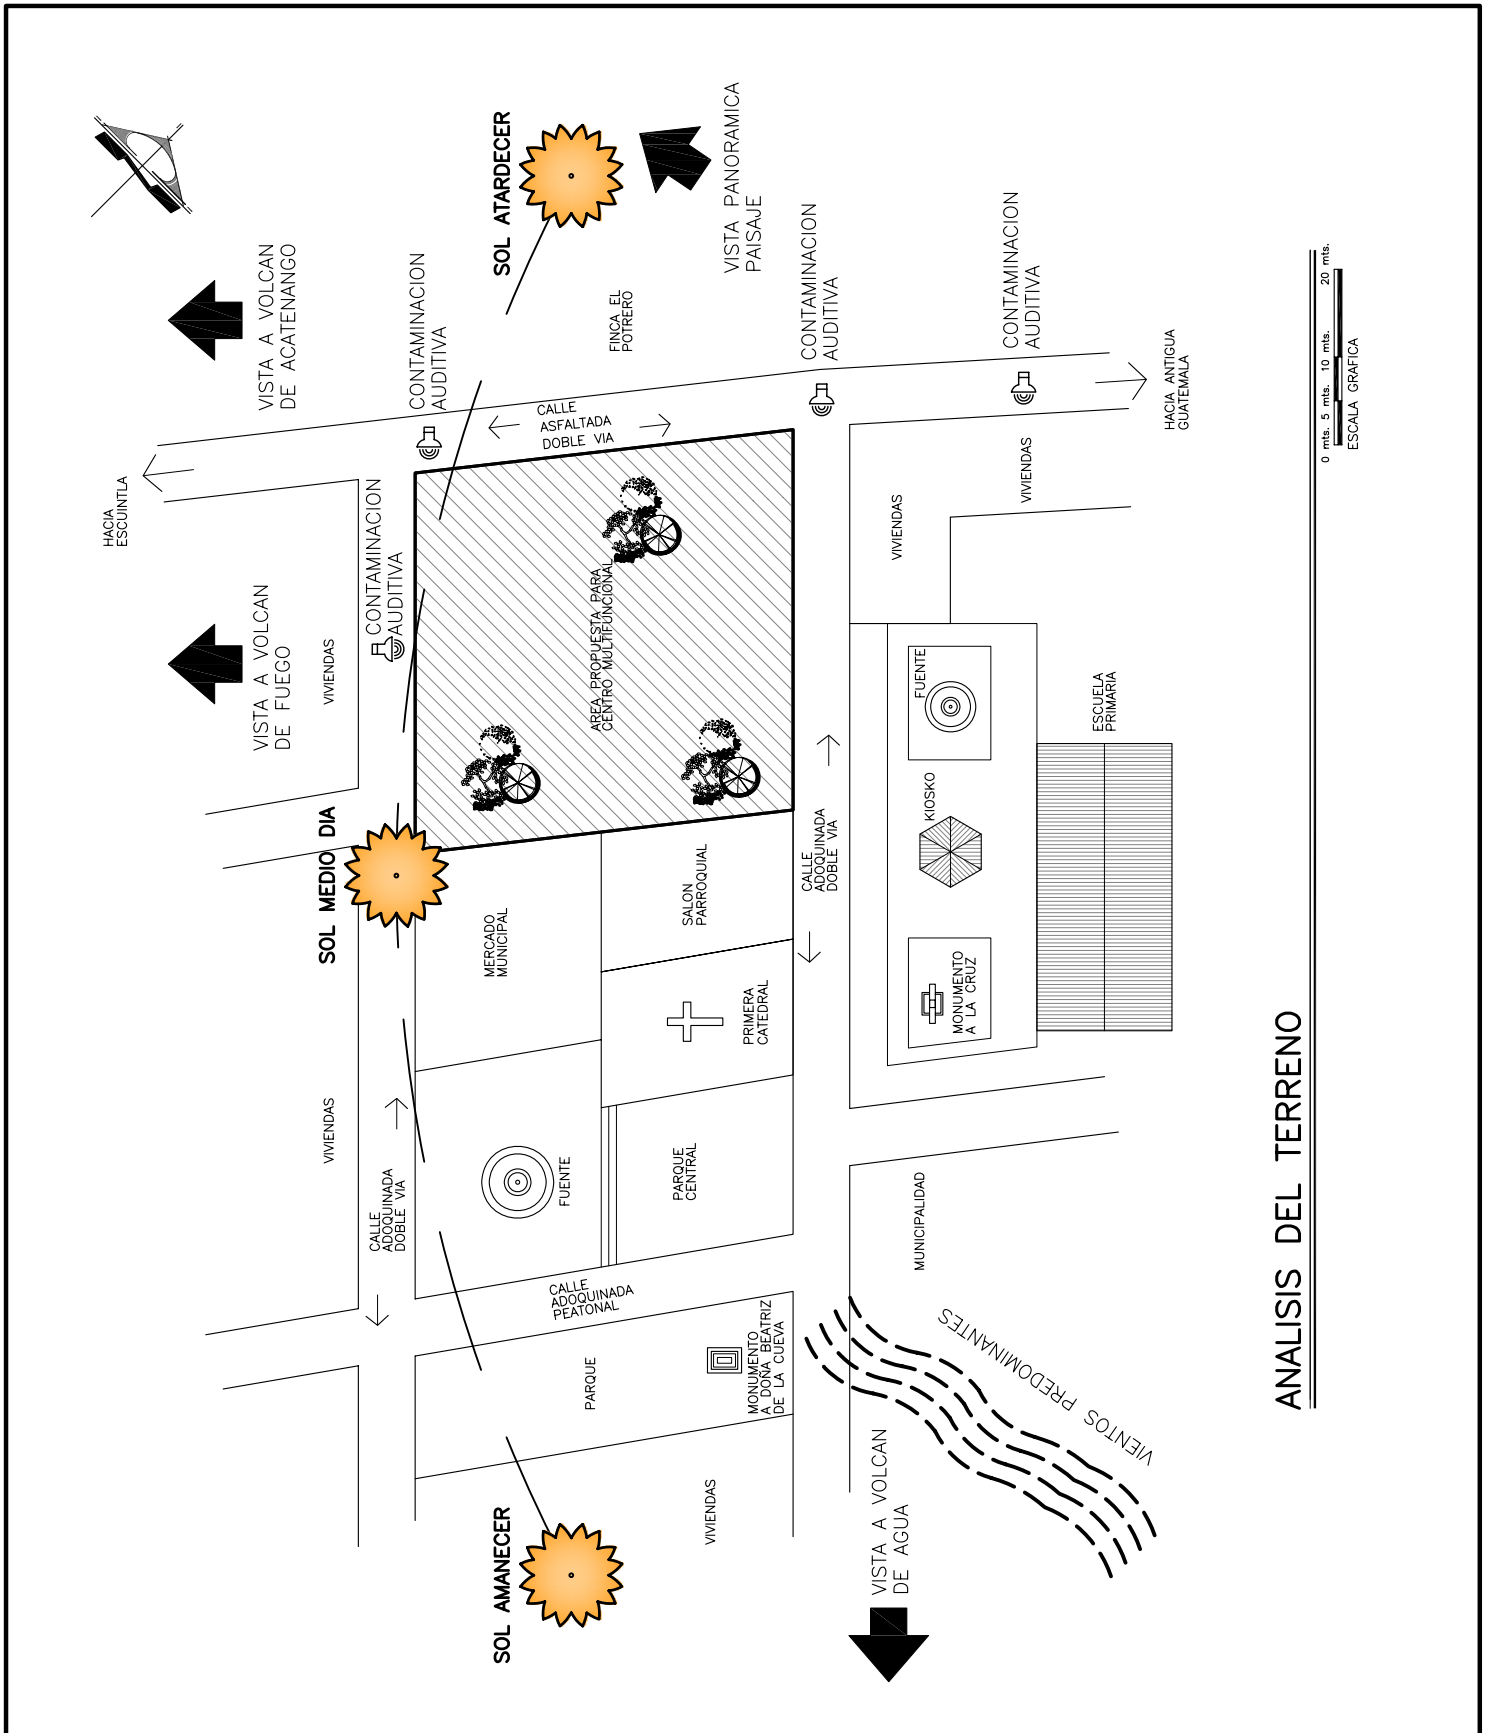 VISTA A VOLCAN
DE ACATENANGO
SOL ATARDECER
VISTA PANORAMICA
PAISAJE
CONTAMINACION
AUDITIVA
FINCA EL
POTRERO
CONTAMINACION
AUDITIVA
CONTAMINACION
AUDITIVA
HACIA
ESCUINTLA
CALLE
ASFALTADA
DOBLE VIA
HACIA ANTIGUA
GUATEMALA
VISTA A VOLCAN
DE FUEGO
VIVIENDAS
CONTAMINACION
AUDITIVA
AREA PROPUESTA PARA
CENTRO MULTIFUNCIONAL
VIVIENDAS
VIVIENDAS
FUENTE
ESCUELA
PRIMARIA
SOL MEDIO DIA
MERCADO
MUNICIPAL
SALON
PARROQUIAL
CALLE
ADOQUINADA
DOBLE VIA
KIOSKO
PRIMERA
CATEDRAL
MONUMENTO
A LA CRUZ
VIVIENDAS
CALLE
ADOQUINADA
DOBLE VIA
FUENTE
PARQUE
CENTRAL
MUNICIPALIDAD
CALLE
ADOQUINADA
PEATONAL
PARQUE
MONUMENTO
A DOÑA BEATRIZ
DE LA CUEVA
VIENTOS PREDOMINANTES
SOL AMANECER
VIVIENDAS
VISTA A VOLCAN
DE AGUA
ANALISIS DEL TERRENO
0 mts. 5 mts. 10 mts. 20 mts.
ESCALA GRAFICA